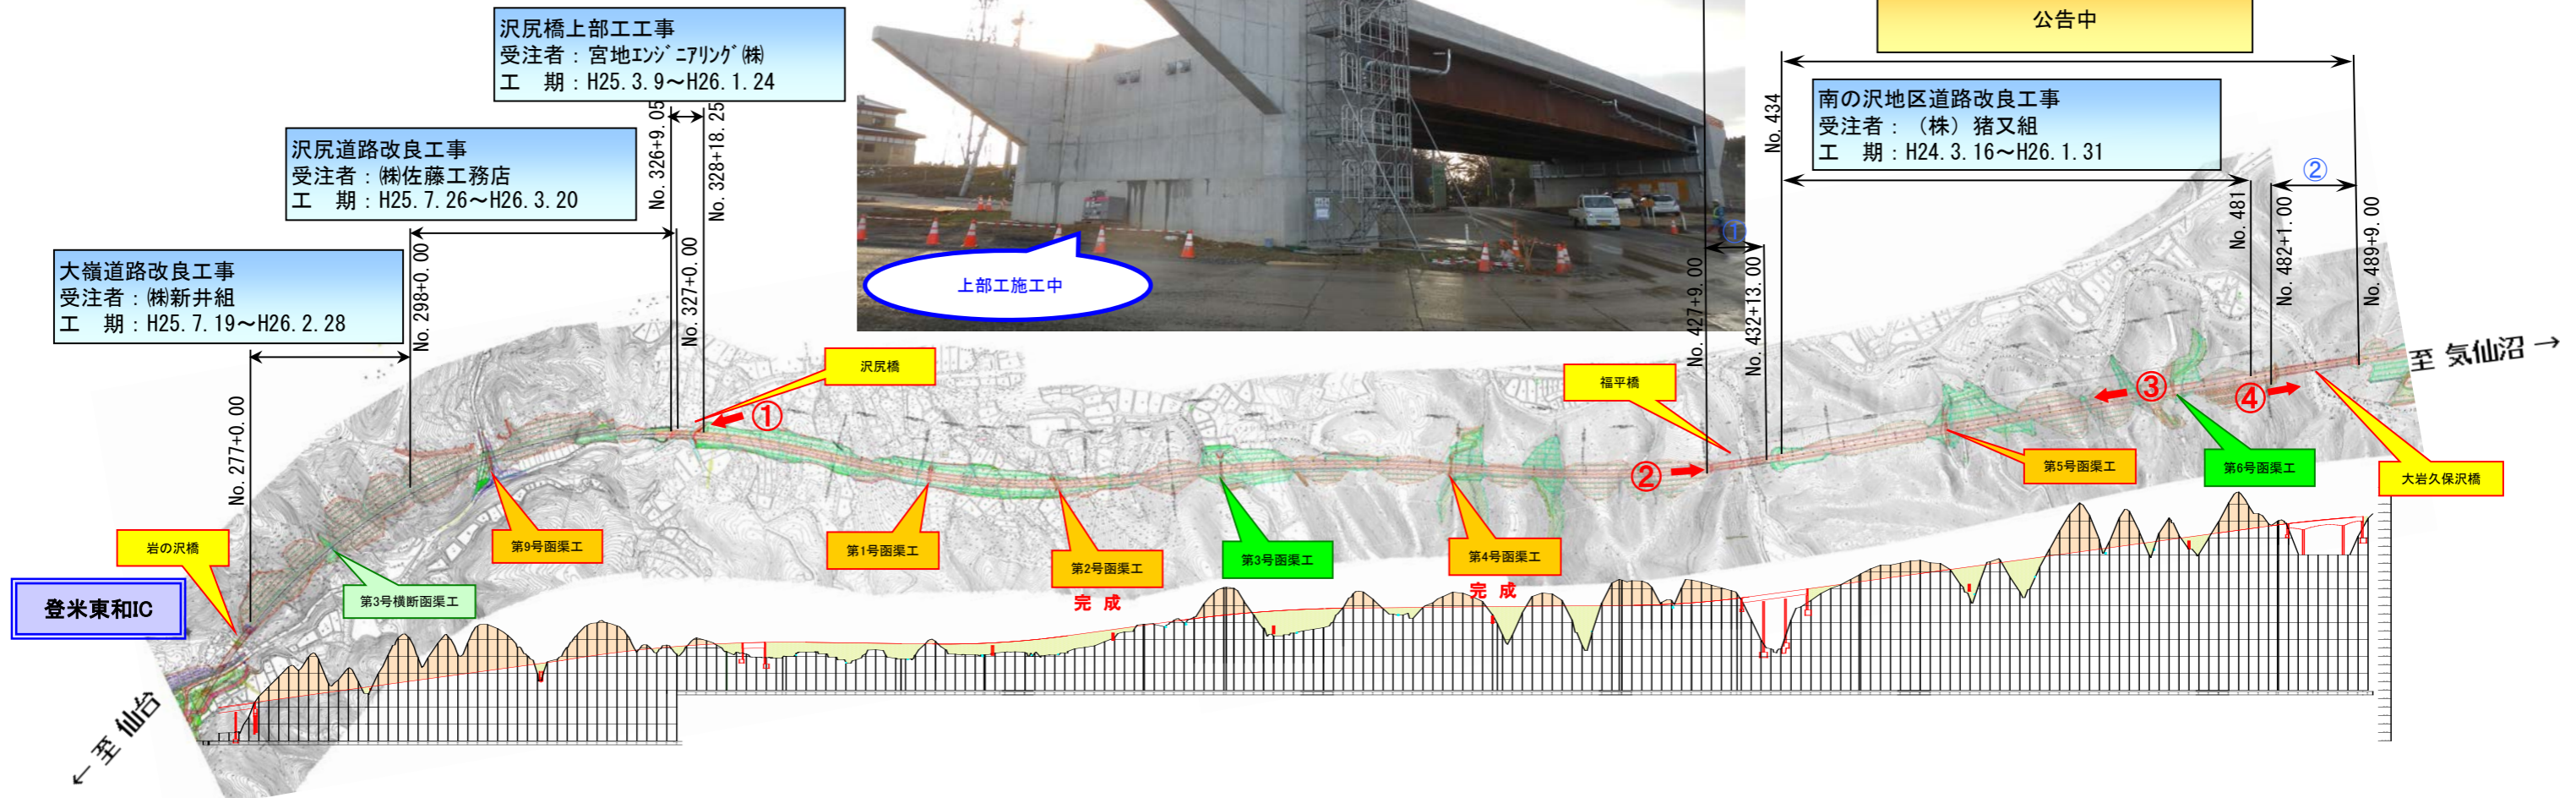 沢尻橋上部工工事
受注者：宮地ｴﾝｼﾞﾆｱﾘﾝｸﾞ㈱
工　期：H25.3.9～H26.1.24
沢尻道路改良工事
受注者：㈱佐藤工務店
工　期：H25.7.26～H26.3.20
大嶺道路改良工事
受注者：㈱新井組
工　期：H25.7.19～H26.2.28
公告中
南の沢地区道路改良工事
受注者：（株）猪又組
工　期：H24.3.16～H26.1.31
上部工施工中
No.277+0.00
No.298+0.00
No.326+9.05
No.327+0.00
No.328+18.25
No.427+9.00
No.432+13.00
No.434
No.481
No.482+1.00
No.489+9.00
①
②
①
②
③
④
沢尻橋
福平橋
岩の沢橋
大岩久保沢橋
第3号横断函渠工
第9号函渠工
第1号函渠工
第2号函渠工
完 成
第3号函渠工
第4号函渠工
完 成
第5号函渠工
第6号函渠工
登米東和IC
←至 仙台
至 気仙沼→